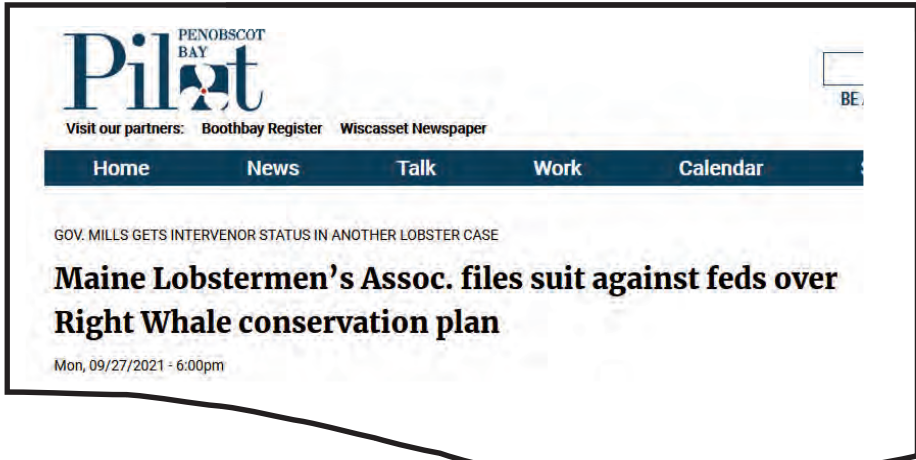 PENOBSCOT
BAY
Pilot
BE
Visit our partners: Boothbay Register Wiscasset Newspaper
Home News Talk Work Calendar
GOV. MILLS GETS INTERVENOR STATUS IN ANOTHER LOBSTER CASE
Maine Lobstermen’s Assoc. files suit against feds over
Right Whale conservation plan
Mon, 09/27/2021 - 6:00pm